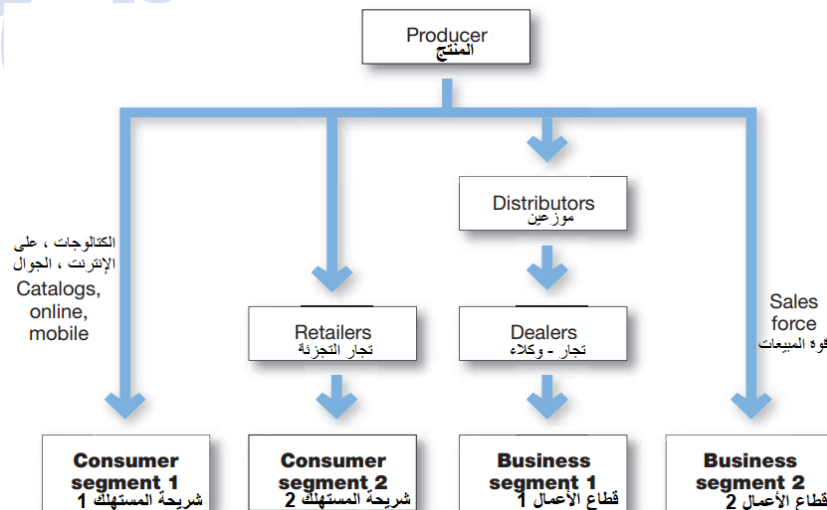 Producer
المنتج
Distributors
موزعين
الكتالوجات ، على
الإنترنت ، الجوال
Catalogs,
online,
mobile
Retailers
تجار التجزئة
Dealers
تجار - وكلاء
Sales
force
قوة المبيعات
Consumer
segment 1
شريحة المستهلك 1
Consumer
segment 2
شريحة المستهلك 2
Business
segment 1
قطاع الأعمال 1
Business
segment 2
قطاع الأعمال 2